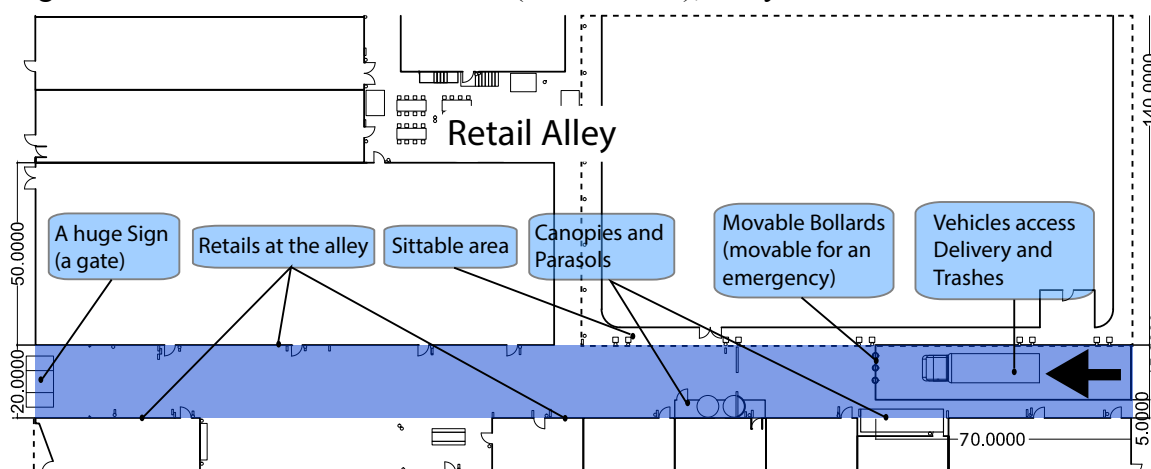 Retail Alley
A huge Sign
(a gate)
Retails at the alley
Sittable area
Canopies and
Parasols
Movable Bollards
(movable for an
emergency)
Vehicles access
Delivery and
Trashes
140.0000
50.0000
20.0000
70.0000
5.0000